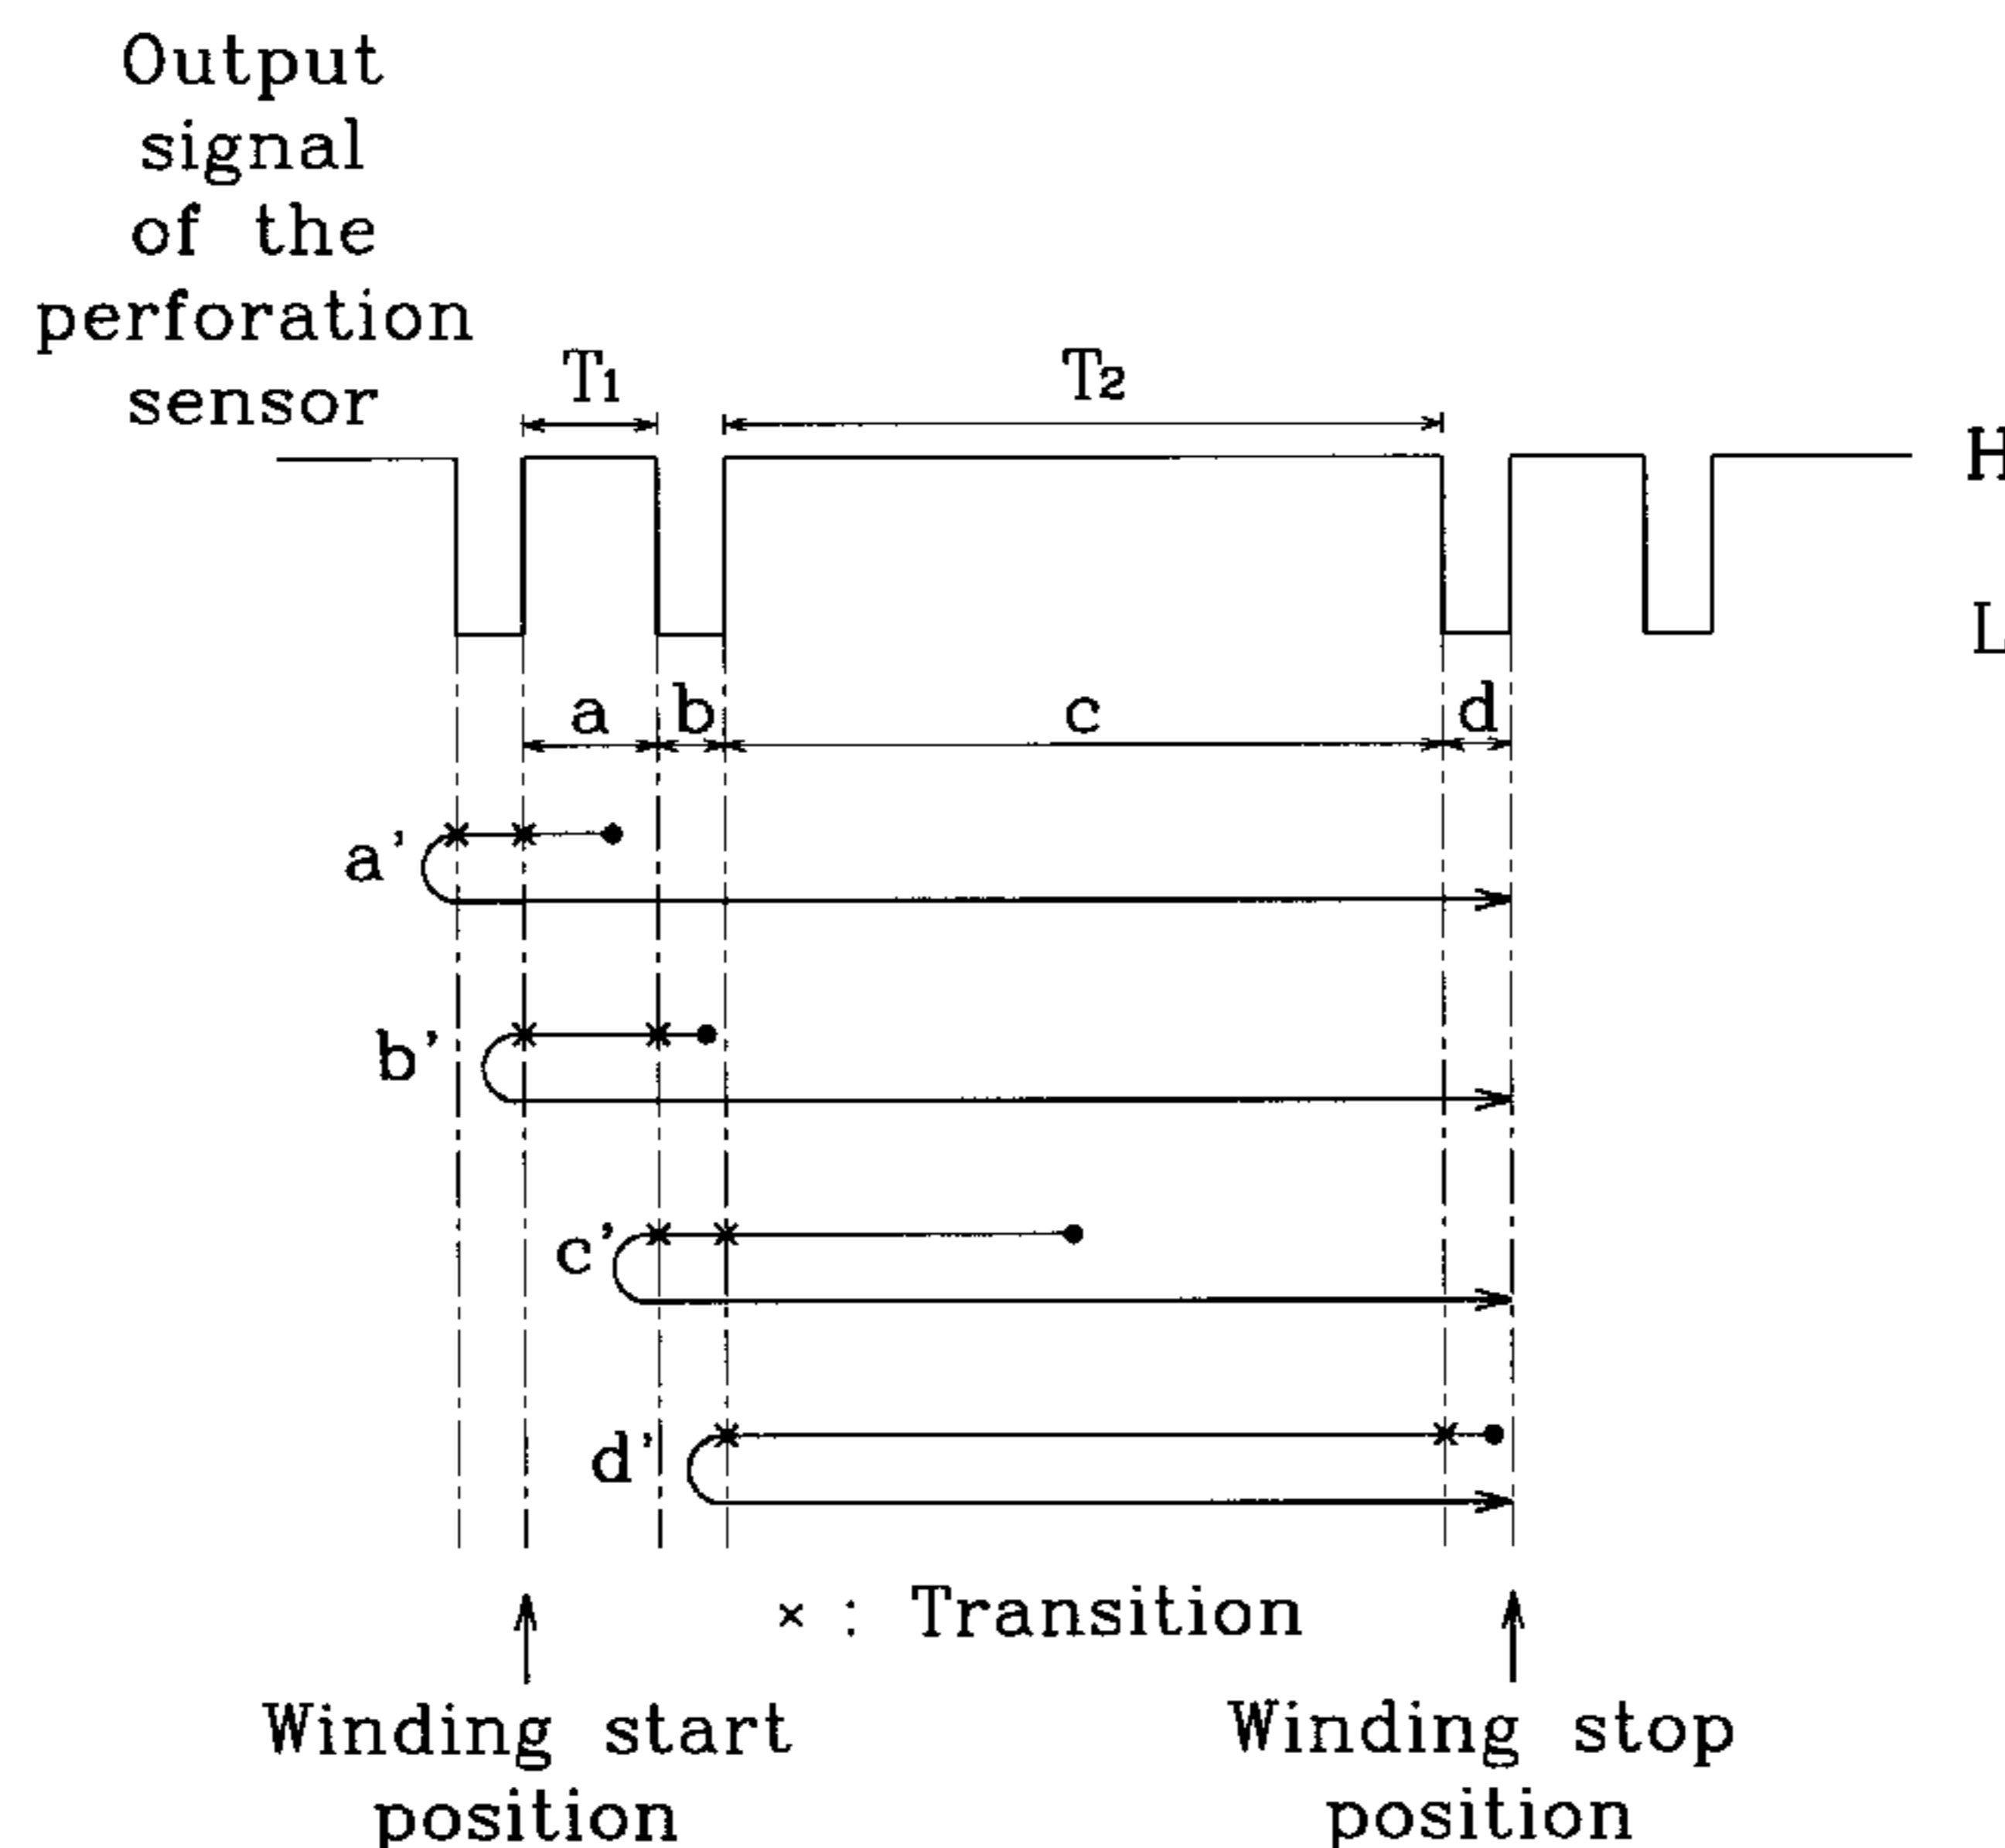 Output
signal
of the
perforation
sensor
T1
T2
H
L
a
b
c
d
a'
b'
c'
d'
× : Transition
Winding start
position
Winding stop
position